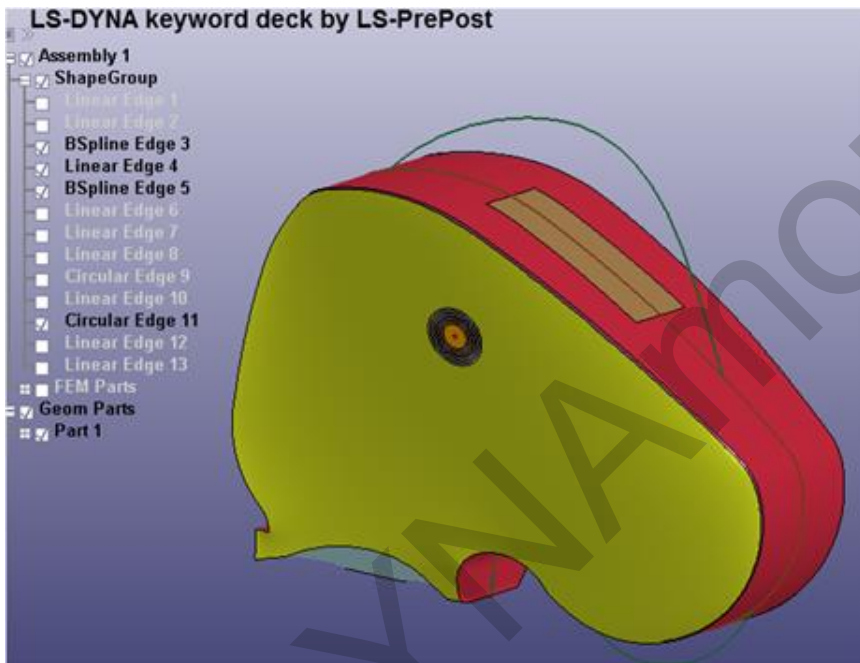 LS-DYNA keyword deck by LS-PrePost
Assembly 1
ShapeGroup
Linear Edge 1
Linear Edge 2
BSpline Edge 3
Linear Edge 4
BSpline Edge 5
Linear Edge 6
Linear Edge 7
Linear Edge 8
Circular Edge 9
Linear Edge 10
Circular Edge 11
Linear Edge 12
Linear Edge 13
FEM Parts
Geom Parts
Part 1
YNAmo